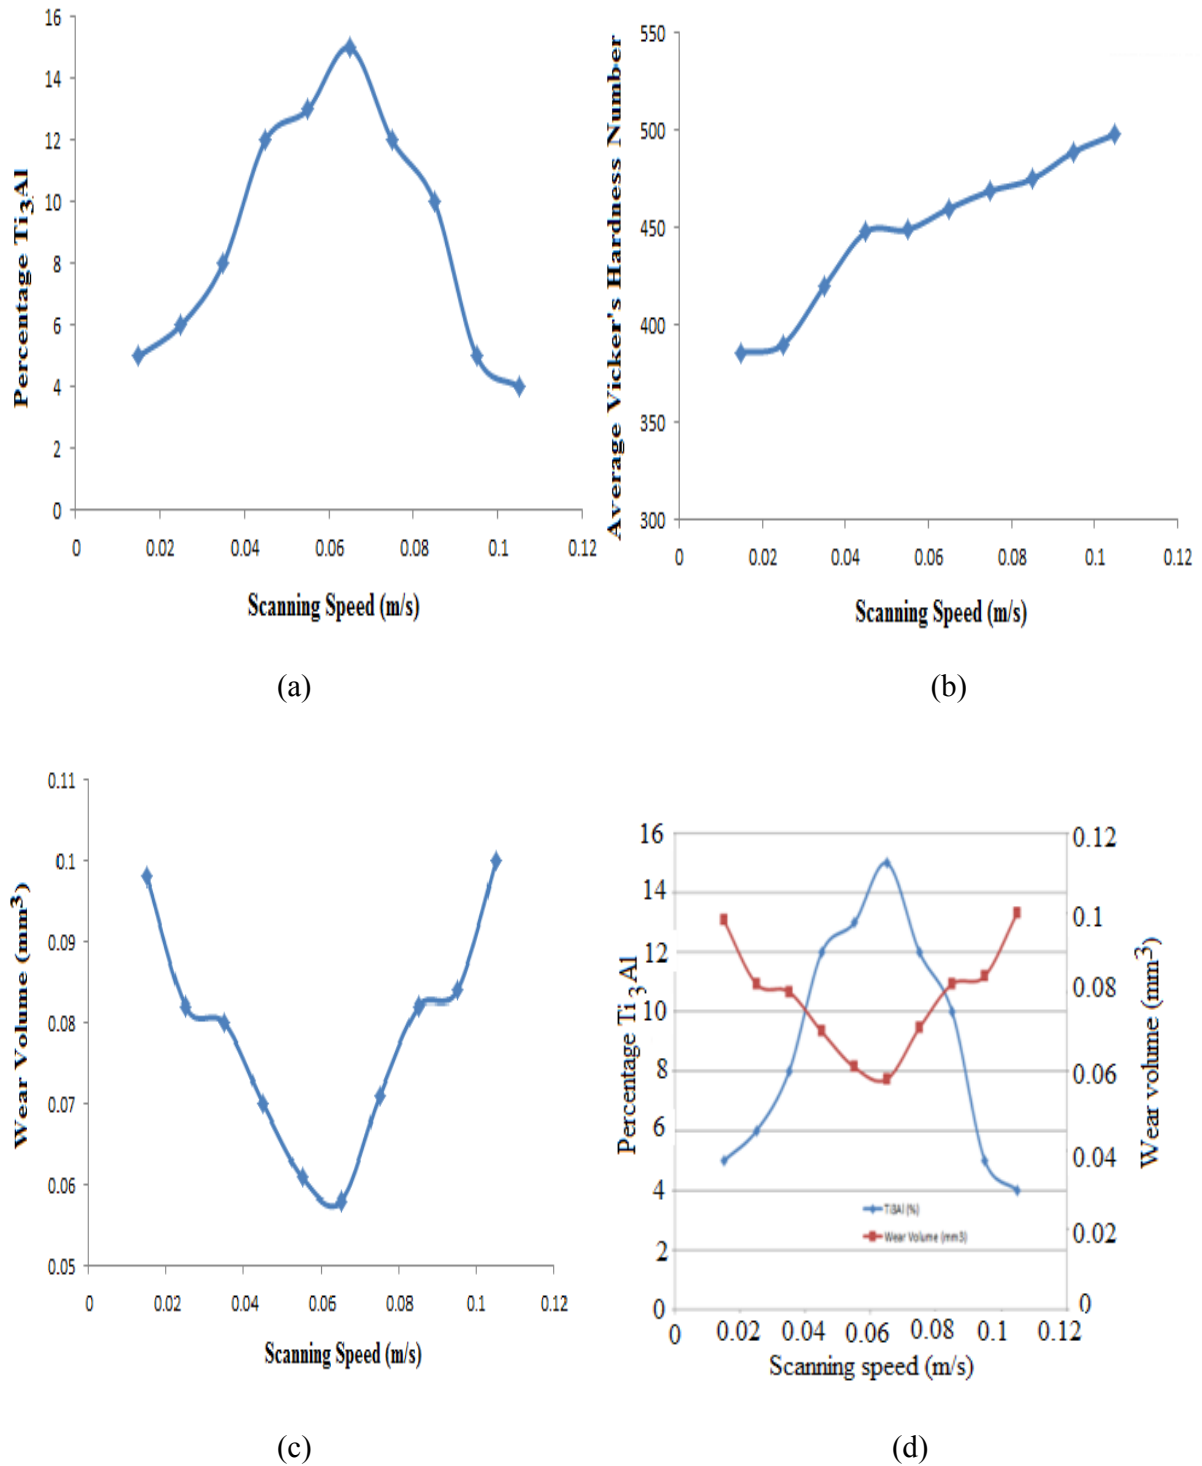 Percentage Ti3Al
16
14
12
10
8
6
4
2
0
0 0.02 0.04 0.06 0.08 0.1 0.12
Scanning Speed (m/s)
(a)
Average Vicker's Hardness Number
550
500
450
400
350
300
0 0.02 0.04 0.06 0.08 0.1 0.12
Scanning Speed (m/s)
(b)
Wear Volume (mm3)
0.11
0.1
0.09
0.08
0.07
0.06
0.05
0 0.02 0.04 0.06 0.08 0.1 0.12
Scanning Speed (m/s)
(c)
Percentage Ti 3Al
16
14
12
10
8
6
4
2
0
Ti3Al (%)
Wear Volume (mm3)
0.12
0.1
0.08
0.06
0.04
0.02
0
Wear volume (mm-3)
0 0.02 0.04 0.06 0.08 0.1 0.12
Scanning speed (m/s)
(d)